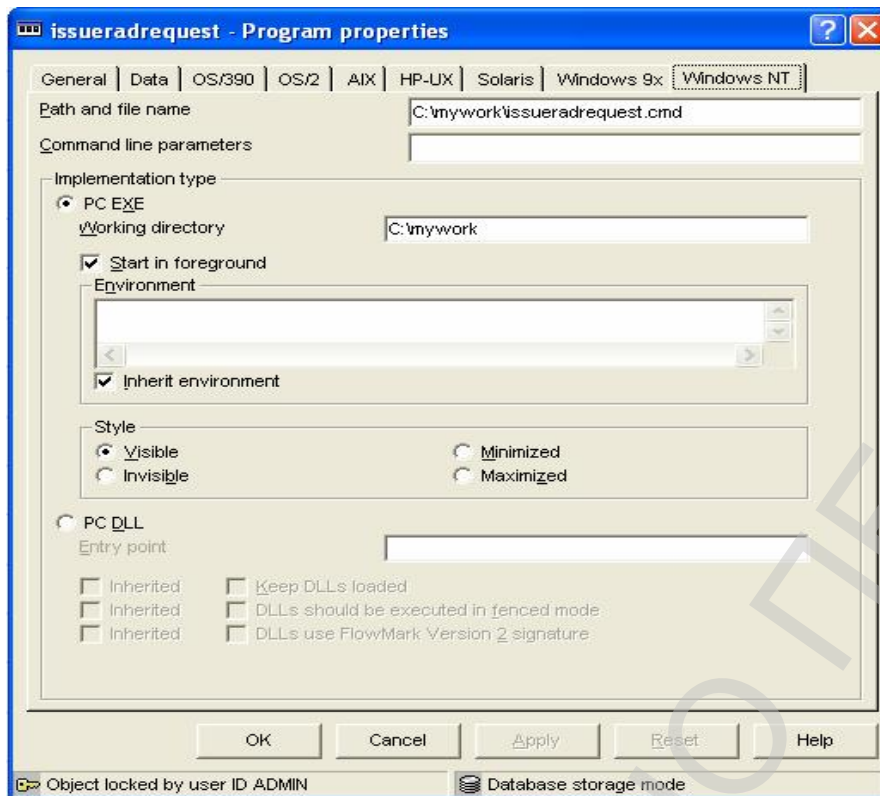 issueradrequest - Program properties
General Data OS/390 OS/2 AIX HP-UX Solaris Windows 9x Windows NT
Path and file name C:\mywork\issueradrequest.cmd
Command line parameters
Implementation type
PC EXE
Working directory C:\mywork
Start in foreground
Environment
Inherit environment
Style
Visible Minimized
Invisible Maximized
PC DLL
Entry point
Inherited Keep DLLs loaded
Inherited DLLs should be executed in fenced mode
Inherited DLLs use FlowMark Version 2 signature
OK Cancel Apply Reset Help
Object locked by user ID ADMIN Database storage mode